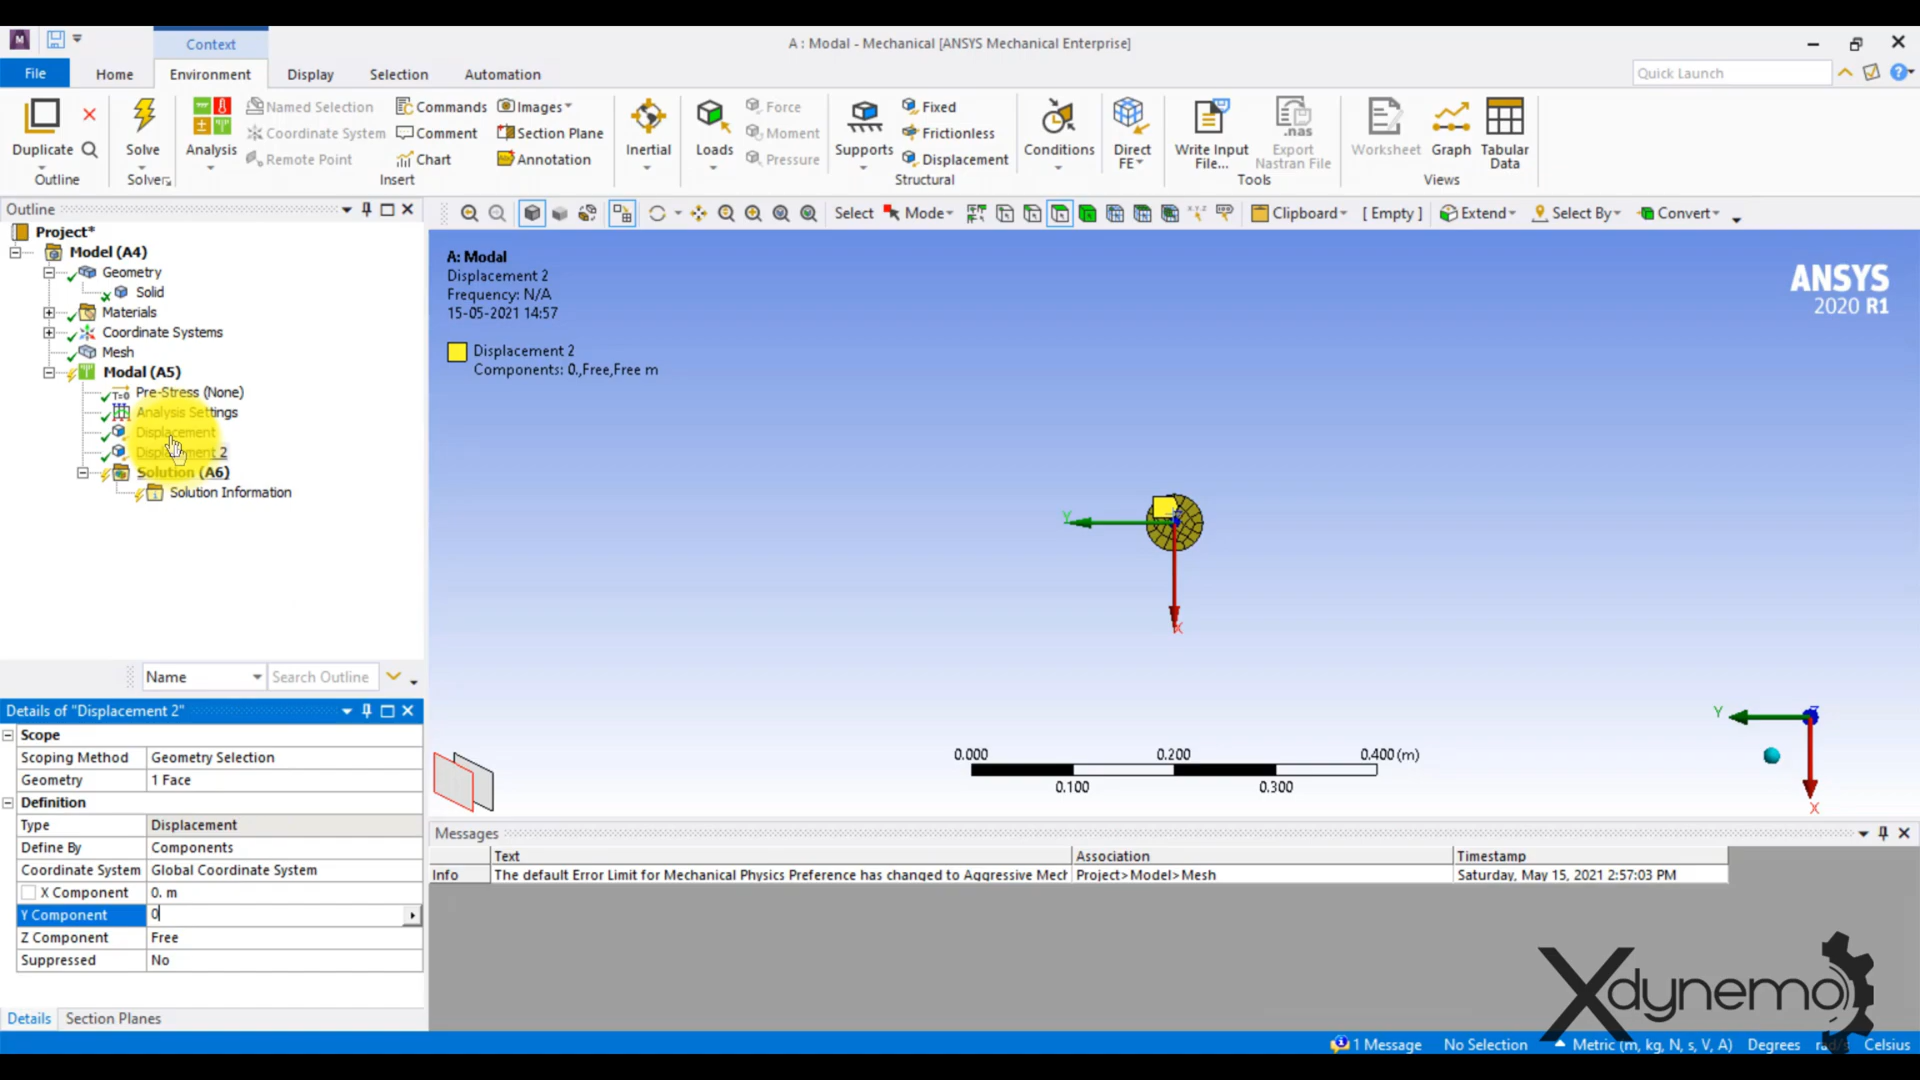 Context
A : Modal - Mechanical [ANSYS Mechanical Enterprise]
File Home Environment Display Selection Automation
Quick Launch
Duplicate
Outline
Solve
Solver
Analysis
Named Selection
Coordinate System
Remote Point
Commands
Comment
Chart
Images
Section Plane
Annotation
Insert
Inertial
Loads
Force
Moment
Pressure
Supports
Fixed
Frictionless
Displacement
Structural
Conditions
Direct
FE
Write Input
File...
.nas
Export
Nastran File
Tools
Worksheet
Graph
Tabular
Data
Views
Outline
Select Mode Clipboard [ Empty ] Extend Select By Convert
Project*
Model (A4)
Geometry
Solid
Materials
Coordinate Systems
Mesh
Modal (A5)
T=0 Pre-Stress (None)
Analysis Settings
Displacement
Displacement 2
Solution (A6)
Solution Information
Name Search Outline
Details of "Displacement 2"
Scope
Scoping Method Geometry Selection
Geometry 1 Face
Definition
Type Displacement
Define By Components
Coordinate System Global Coordinate System
X Component 0. m
Y Component 0
Z Component Free
Suppressed No
Details Section Planes
A: Modal
Displacement 2
Frequency: N/A
15-05-2021 14:57
Displacement 2
Components: 0.,Free,Free m
ANSYS
2020 R1
Y
X
0.000 0.200 0.400 (m)
0.100 0.300
Y
Z
X
Messages
Text Association Timestamp
Info The default Error Limit for Mechanical Physics Preference has changed to Aggressive Mech Project>Model>Mesh Saturday, May 15, 2021 2:57:03 PM
Xdynemo
1 Message No Selection Metric (m, kg, N, s, V, A) Degrees Celsius